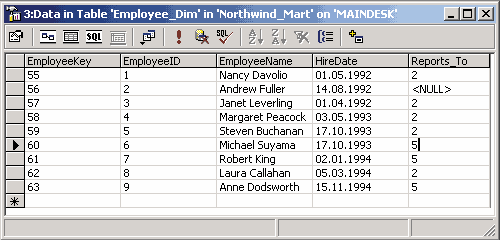 3:Data in Table 'Employee_Dim' in 'Northwind_Mart' on 'MAINDESK'
SQL SQL
EmployeeKey EmployeeID EmployeeName HireDate Reports_To
55 1 Nancy Davolio 01.05.1992 2
56 2 Andrew Fuller 14.08.1992 <NULL>
57 3 Janet Leverling 01.04.1992 2
58 4 Margaret Peacock 03.05.1993 2
59 5 Steven Buchanan 17.10.1993 2
60 6 Michael Suyama 17.10.1993 5
61 7 Robert King 02.01.1994 5
62 8 Laura Callahan 05.03.1994 2
63 9 Anne Dodsworth 15.11.1994 5